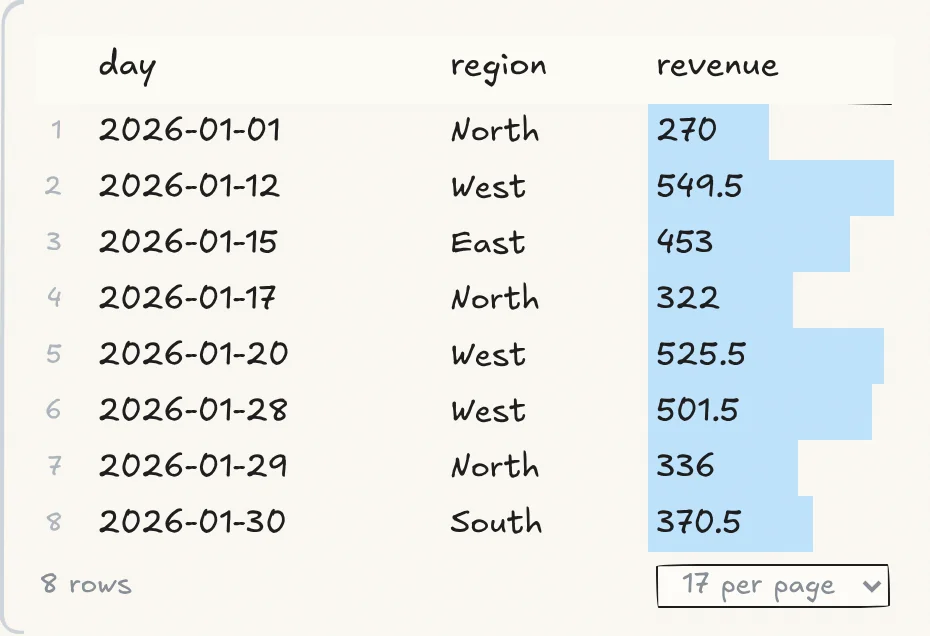 day region revenue
1 2026-01-01 North 270
2 2026-01-12 West 549.5
3 2026-01-15 East 453
4 2026-01-17 North 322
5 2026-01-20 West 525.5
6 2026-01-28 West 501.5
7 2026-01-29 North 336
8 2026-01-30 South 370.5
8 rows 17 per page